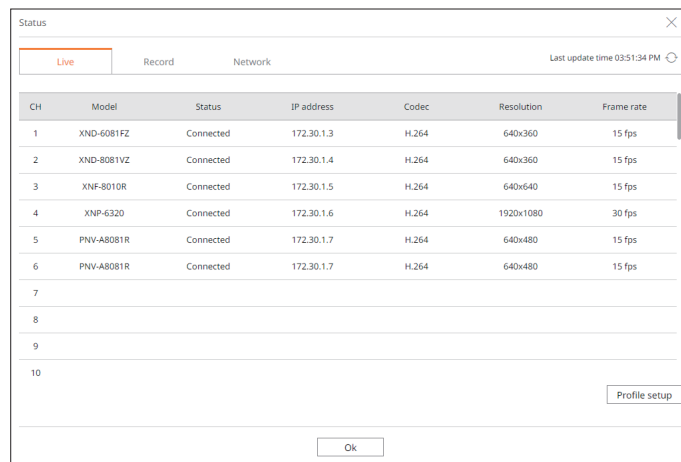 Status
Live Record Network Last update time 03:51:34 PM
CH Model Status IP address Codec Resolution Frame rate
1 XND-6081FZ Connected 172.30.1.3 H.264 640x360 15 fps
2 XND-8081VZ Connected 172.30.1.4 H.264 640x360 15 fps
3 XNF-8010R Connected 172.30.1.5 H.264 640x640 15 fps
4 XNP-6320 Connected 172.30.1.6 H.264 1920x1080 30 fps
5 PNV-A8081R Connected 172.30.1.7 H.264 640x480 15 fps
6 PNV-A8081R Connected 172.30.1.7 H.264 640x480 15 fps
7
8
9
10
Profile setup
Ok